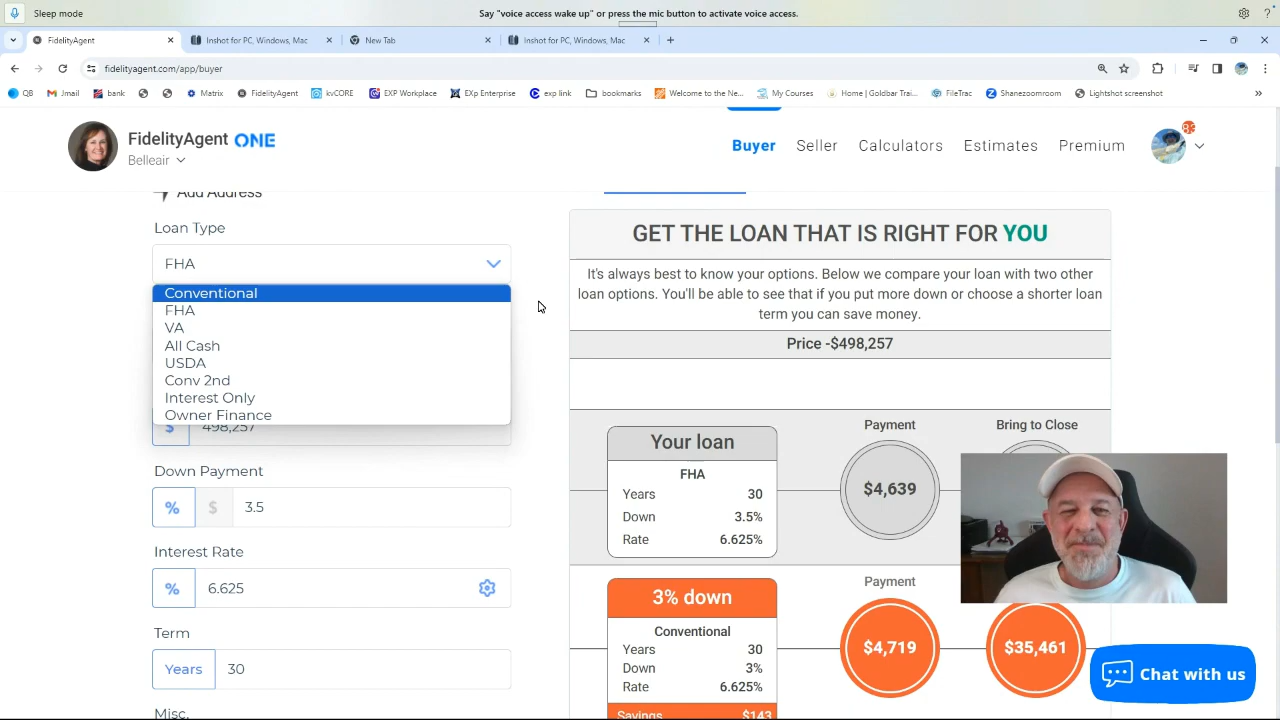 Sleep mode
Say "voice access wake up" or press the mic button to activate voice access.
FidelityAgent
Inshot for PC, Windows, Mac
New Tab
Inshot for PC, Windows, Mac
fidelityagent.com/app/buyer
QB
Jmail
bank
Matrix
FidelityAgent
kvCORE
EXP Workplace
Exp Enterprise
exp link
bookmarks
Welcome to the Ne...
My Courses
Home | Goldbar Trai...
FileTrac
Shanezoomroom
Lightshot screenshot
FidelityAgent ONE
Belleair
Buyer
Seller
Calculators
Estimates
Premium
83
Add Address
Loan Type
FHA
Conventional
FHA
VA
All Cash
USDA
Conv 2nd
Interest Only
Owner Finance
$ 498,257
Down Payment
% $ 3.5
Interest Rate
% 6.625
Term
Years 30
Misc.
GET THE LOAN THAT IS RIGHT FOR YOU
It's always best to know your options. Below we compare your loan with two other
loan options. You'll be able to see that if you put more down or choose a shorter loan
term you can save money.
Price -$498,257
Your loan
FHA
Years 30
Down 3.5%
Rate 6.625%
Payment
$4,639
Bring to Close
3% down
Conventional
Years 30
Down 3%
Rate 6.625%
Savings $143
Payment
$4,719
$35,461
Chat with us